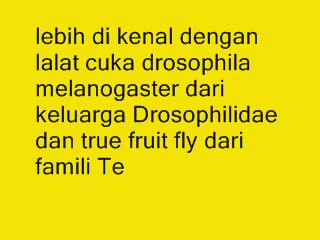 lebih di kenal dengan
lalat cuka drosophila
melanogaster dari
keluarga Drosophilidae
dan true fruit fly dari
famili Te